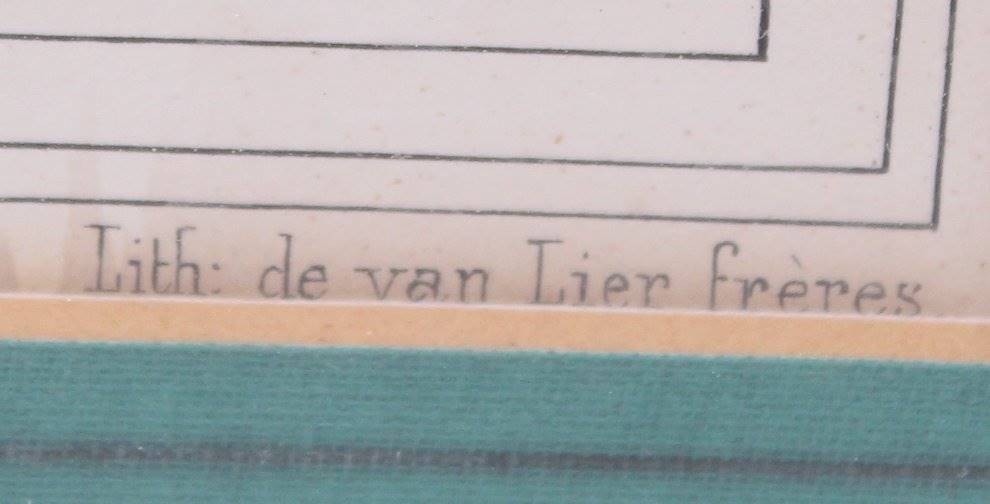 Lith: de van Lier frères